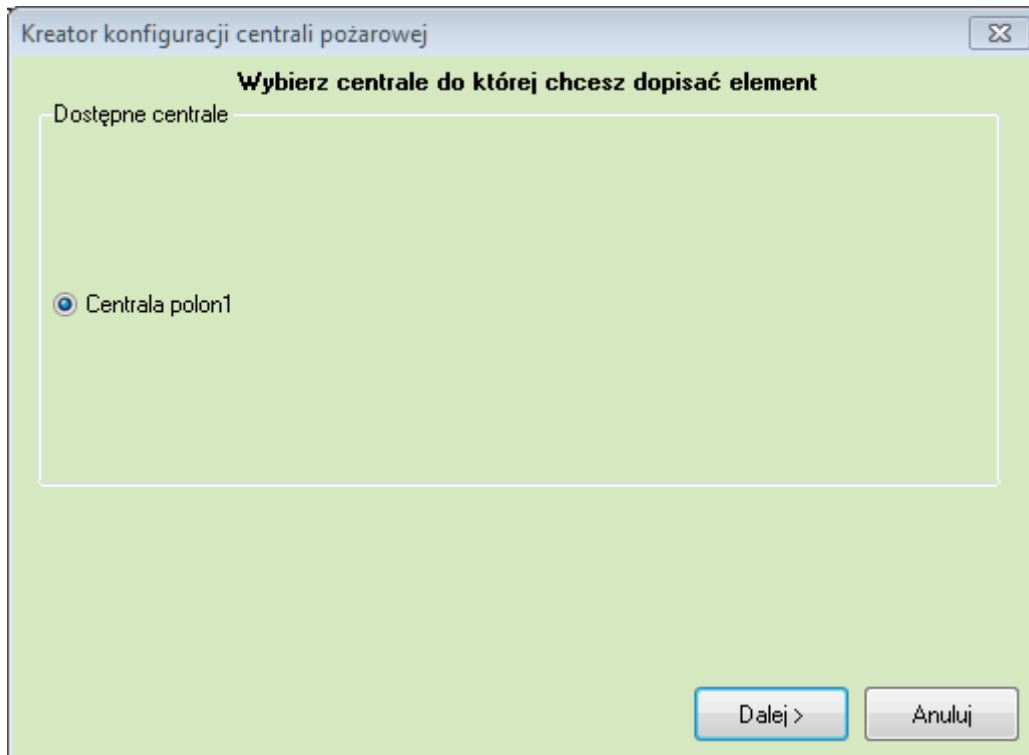 Kreator konfiguracji centrali pożarowej
Wybierz centrale do której chcesz dopisać element
Dostępne centrale
Centrala polon1
Dalej >
Anuluj